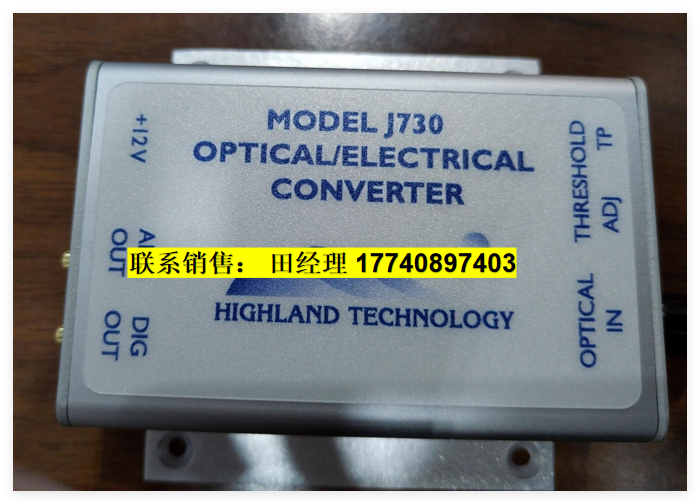 MODEL J730
OPTICAL/ELECTRICAL
CONVERTER
+12V
OUT
DIG
OUT
THRESHOLD
ADJ
TP
OPTICAL
IN
联系销售： 田经理 17740897403
HIGHLAND TECHNOLOGY